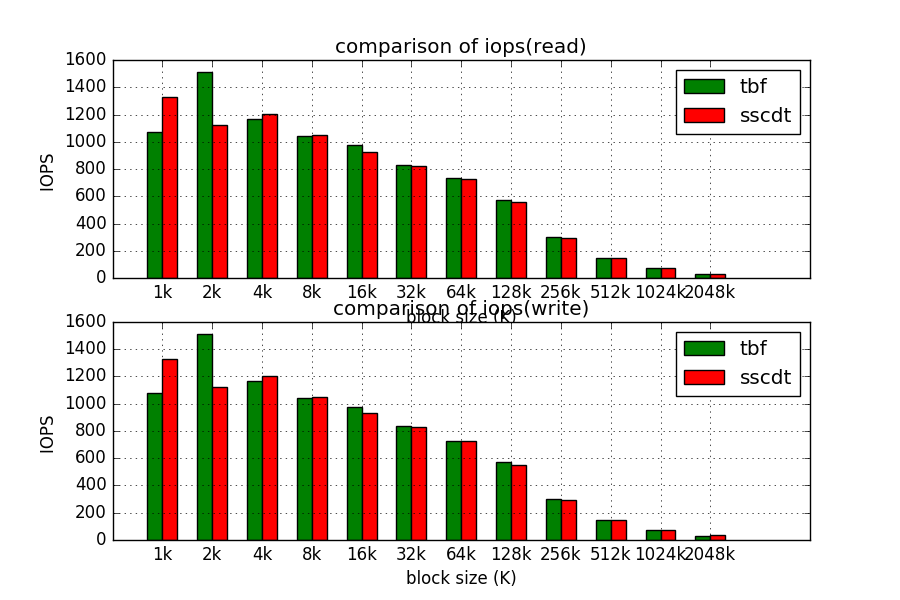 comparison of iops(read)
1600
1400
1200
1000
800
600
400
200
0
IOPS
tbf
sscdt
1k 2k 4k 8k 16k 32k 64k 128k 256k 512k 1024k 2048k
block size (K)
comparison of iops(write)
1600
1400
1200
1000
800
600
400
200
0
IOPS
tbf
sscdt
1k 2k 4k 8k 16k 32k 64k 128k 256k 512k 1024k 2048k
block size (K)